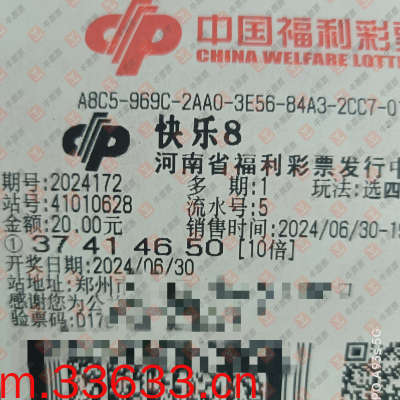 中国福利彩票
CHINA WELFARE LOTT
A8C5-969C-2AA0-3E56-84A3-2CC7-0
快乐8
河南省福利彩票发行中
期号:2024172 多期:1 玩法:选四
站号:41010628 流水号:5
金额:20.00元 销售时间:2024/06/30-1
① 37 41 46 50 [10倍]
开奖日期:2024/06/30
站地址:郑州
感谢您为公
验票码:017
m.33633.cn